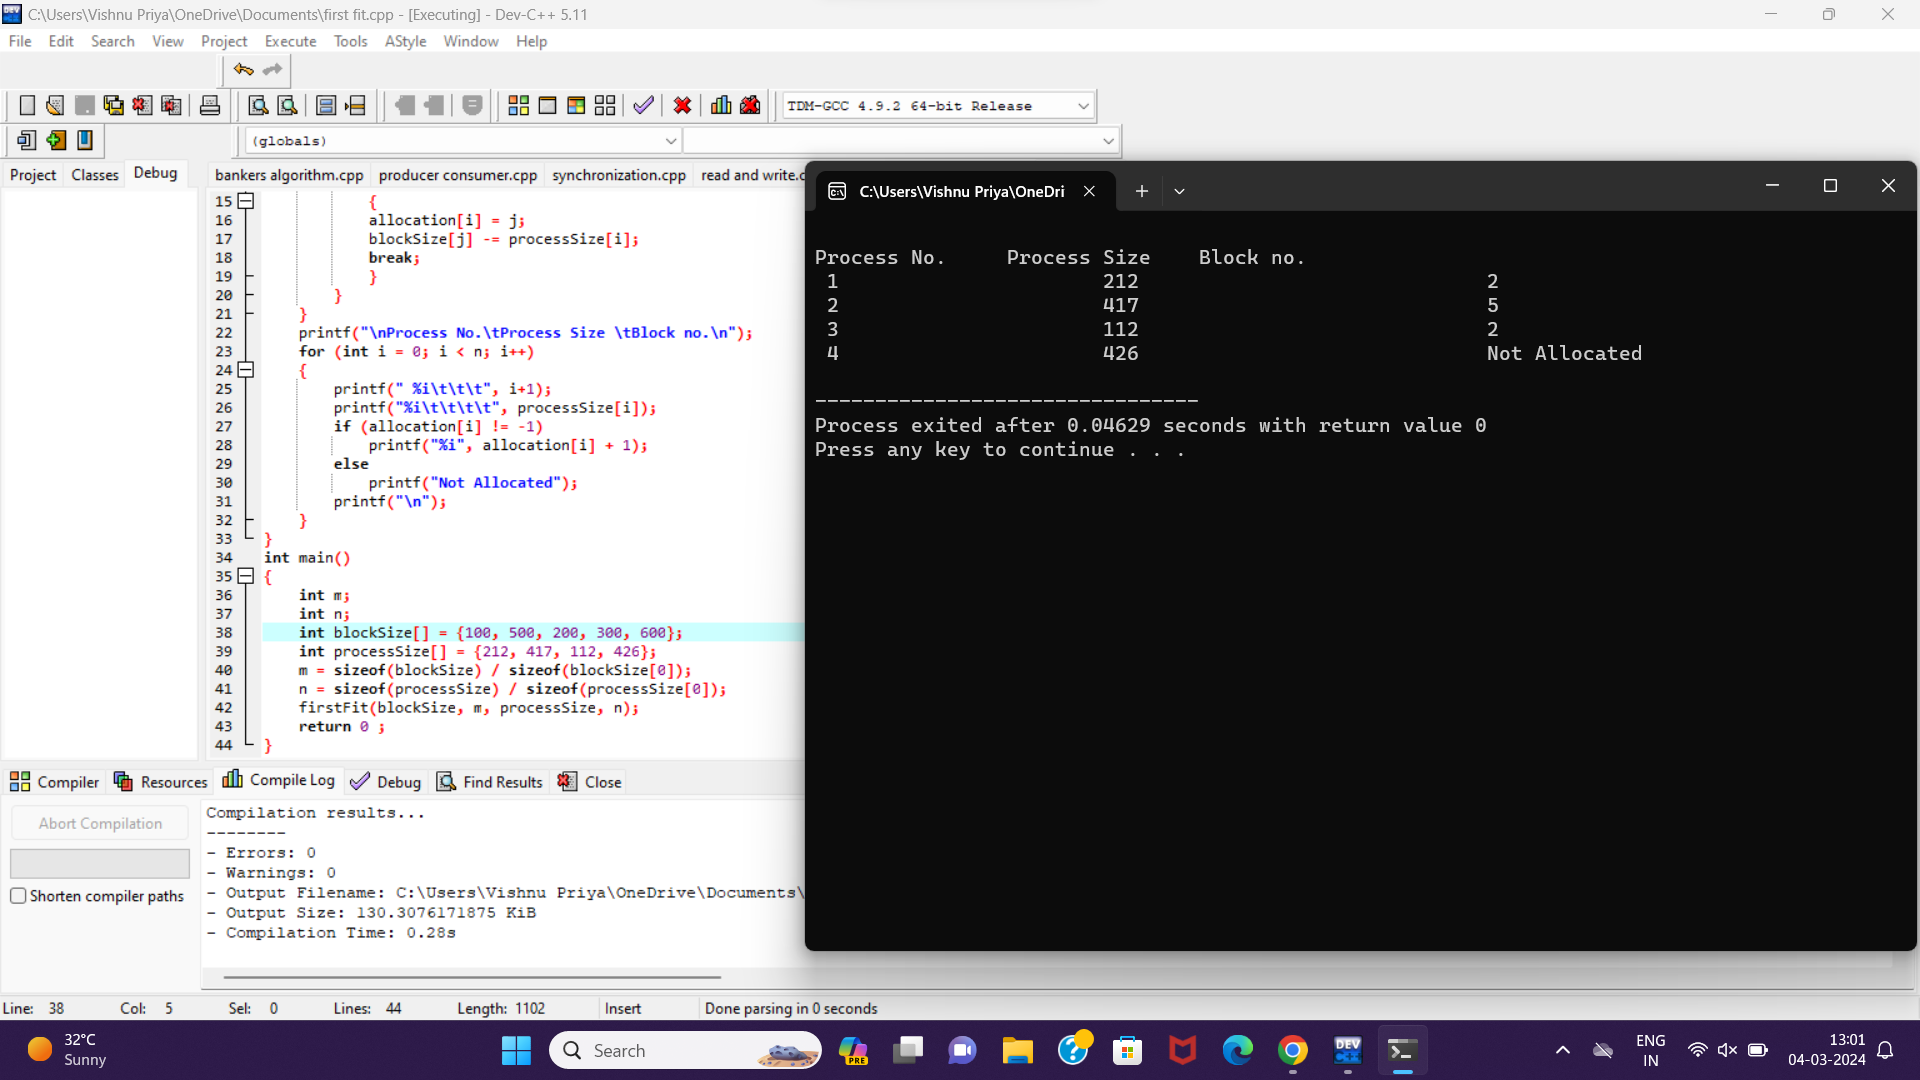 C:\Users\Vishnu Priya\OneDrive\Documents\first fit.cpp - [Executing] - Dev-C++ 5.11
File Edit Search View Project Execute Tools AStyle Window Help
TDM-GCC 4.9.2 64-bit Release
(globals)
Project Classes Debug
bankers algorithm.cpp producer consumer.cpp synchronization.cpp read and write.c
15 {
16 allocation[i] = j;
17 blockSize[j] -= processSize[i];
18 break;
19 }
20 }
21 }
22 printf("\nProcess No.\tProcess Size \tBlock no.\n");
23 for (int i = 0; i < n; i++)
24 {
25 printf(" %i\t\t\t", i+1);
26 printf("%i\t\t\t\t", processSize[i]);
27 if (allocation[i] != -1)
28 printf("%i", allocation[i] + 1);
29 else
30 printf("Not Allocated");
31 printf("\n");
32 }
33 }
34 int main()
35 {
36 int m;
37 int n;
38 int blockSize[] = {100, 500, 200, 300, 600};
39 int processSize[] = {212, 417, 112, 426};
40 m = sizeof(blockSize) / sizeof(blockSize[0]);
41 n = sizeof(processSize) / sizeof(processSize[0]);
42 firstFit(blockSize, m, processSize, n);
43 return 0 ;
44 }
C:\Users\Vishnu Priya\OneDri
Process No. Process Size Block no.
1 212 2
2 417 5
3 112 2
4 426 Not Allocated
--------------------------------
Process exited after 0.04629 seconds with return value 0
Press any key to continue . . .
Compiler Resources Compile Log Debug Find Results Close
Abort Compilation
Shorten compiler paths
Compilation results...
--------
- Errors: 0
- Warnings: 0
- Output Filename: C:\Users\Vishnu Priya\OneDrive\Documents\
- Output Size: 130.3076171875 KiB
- Compilation Time: 0.28s
Line: 38 Col: 5 Sel: 0 Lines: 44 Length: 1102 Insert Done parsing in 0 seconds
32°C
Sunny
Search
PRE
DEV
C++
ENG
IN
13:01
04-03-2024